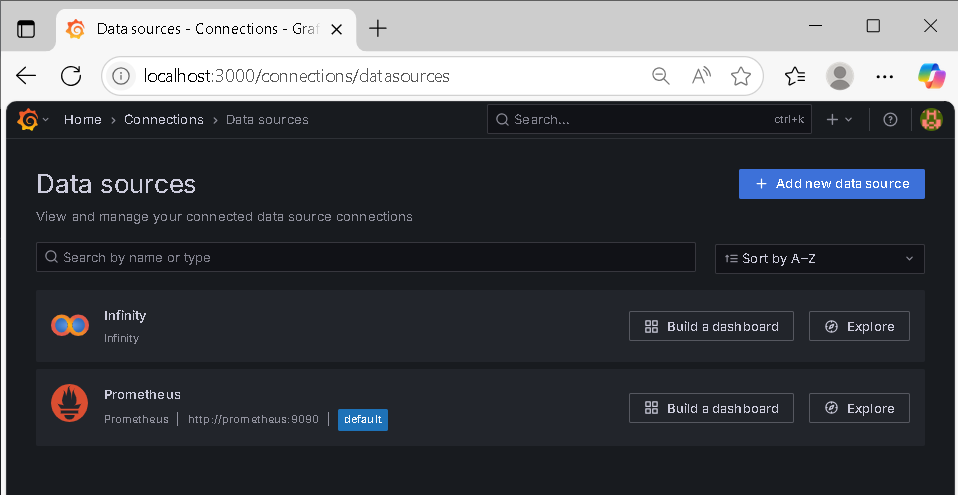 Data sources - Connections - Graf
localhost:3000/connections/datasources
Home > Connections > Data sources
Search...
ctrl+k
Data sources
Add new data source
View and manage your connected data source connections
Search by name or type
Sort by A–Z
Infinity
Infinity
Build a dashboard
Explore
Prometheus
Prometheus | http://prometheus:9090 | default
Build a dashboard
Explore